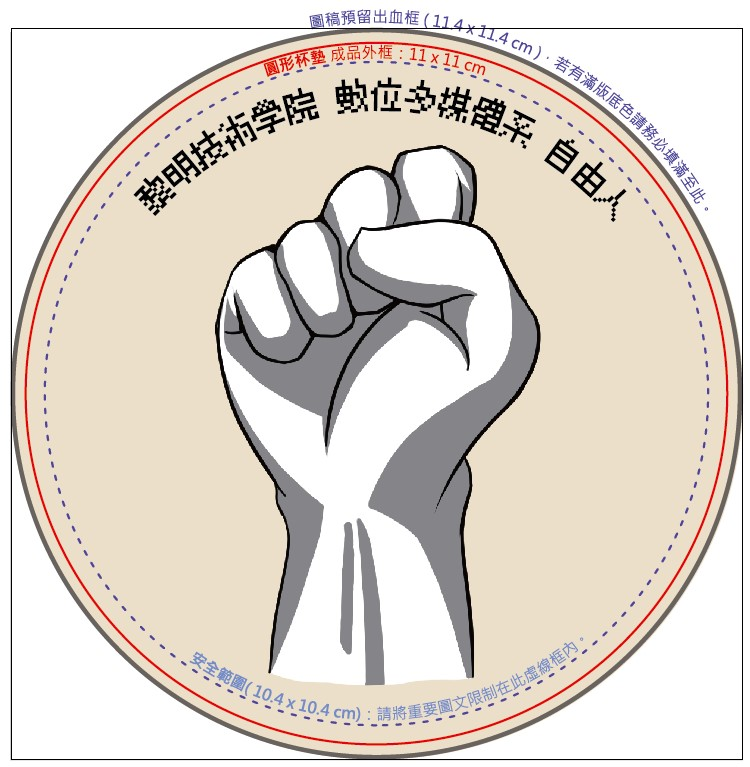 圖稿預留出血框 ( 11.4 x 11.4 cm )‧若有滿版底色請務必填滿至此。
圓形杯墊 成品外框：11 x 11 cm
黎明技術学院 數位多媒體系 自由人
安全範圍( 10.4 x 10.4 cm)：請將重要圖文限制在此虛線框內。